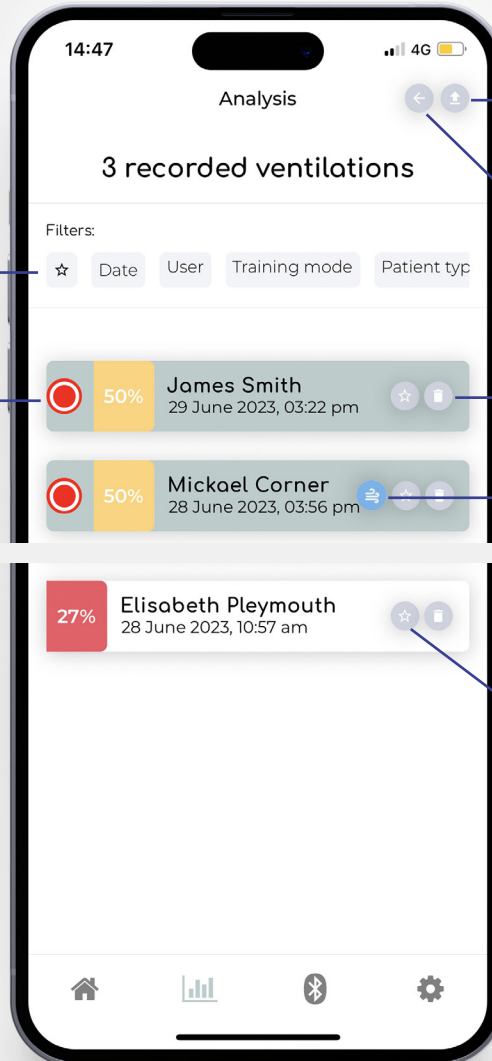 14:47
4G
Analysis
3 recorded ventilations
Filters:
Date User Training mode Patient typ
50% James Smith
29 June 2023, 03:22 pm
50% Mickael Corner
28 June 2023, 03:56 pm
27% Elisabeth Pleymouth
28 June 2023, 10:57 am